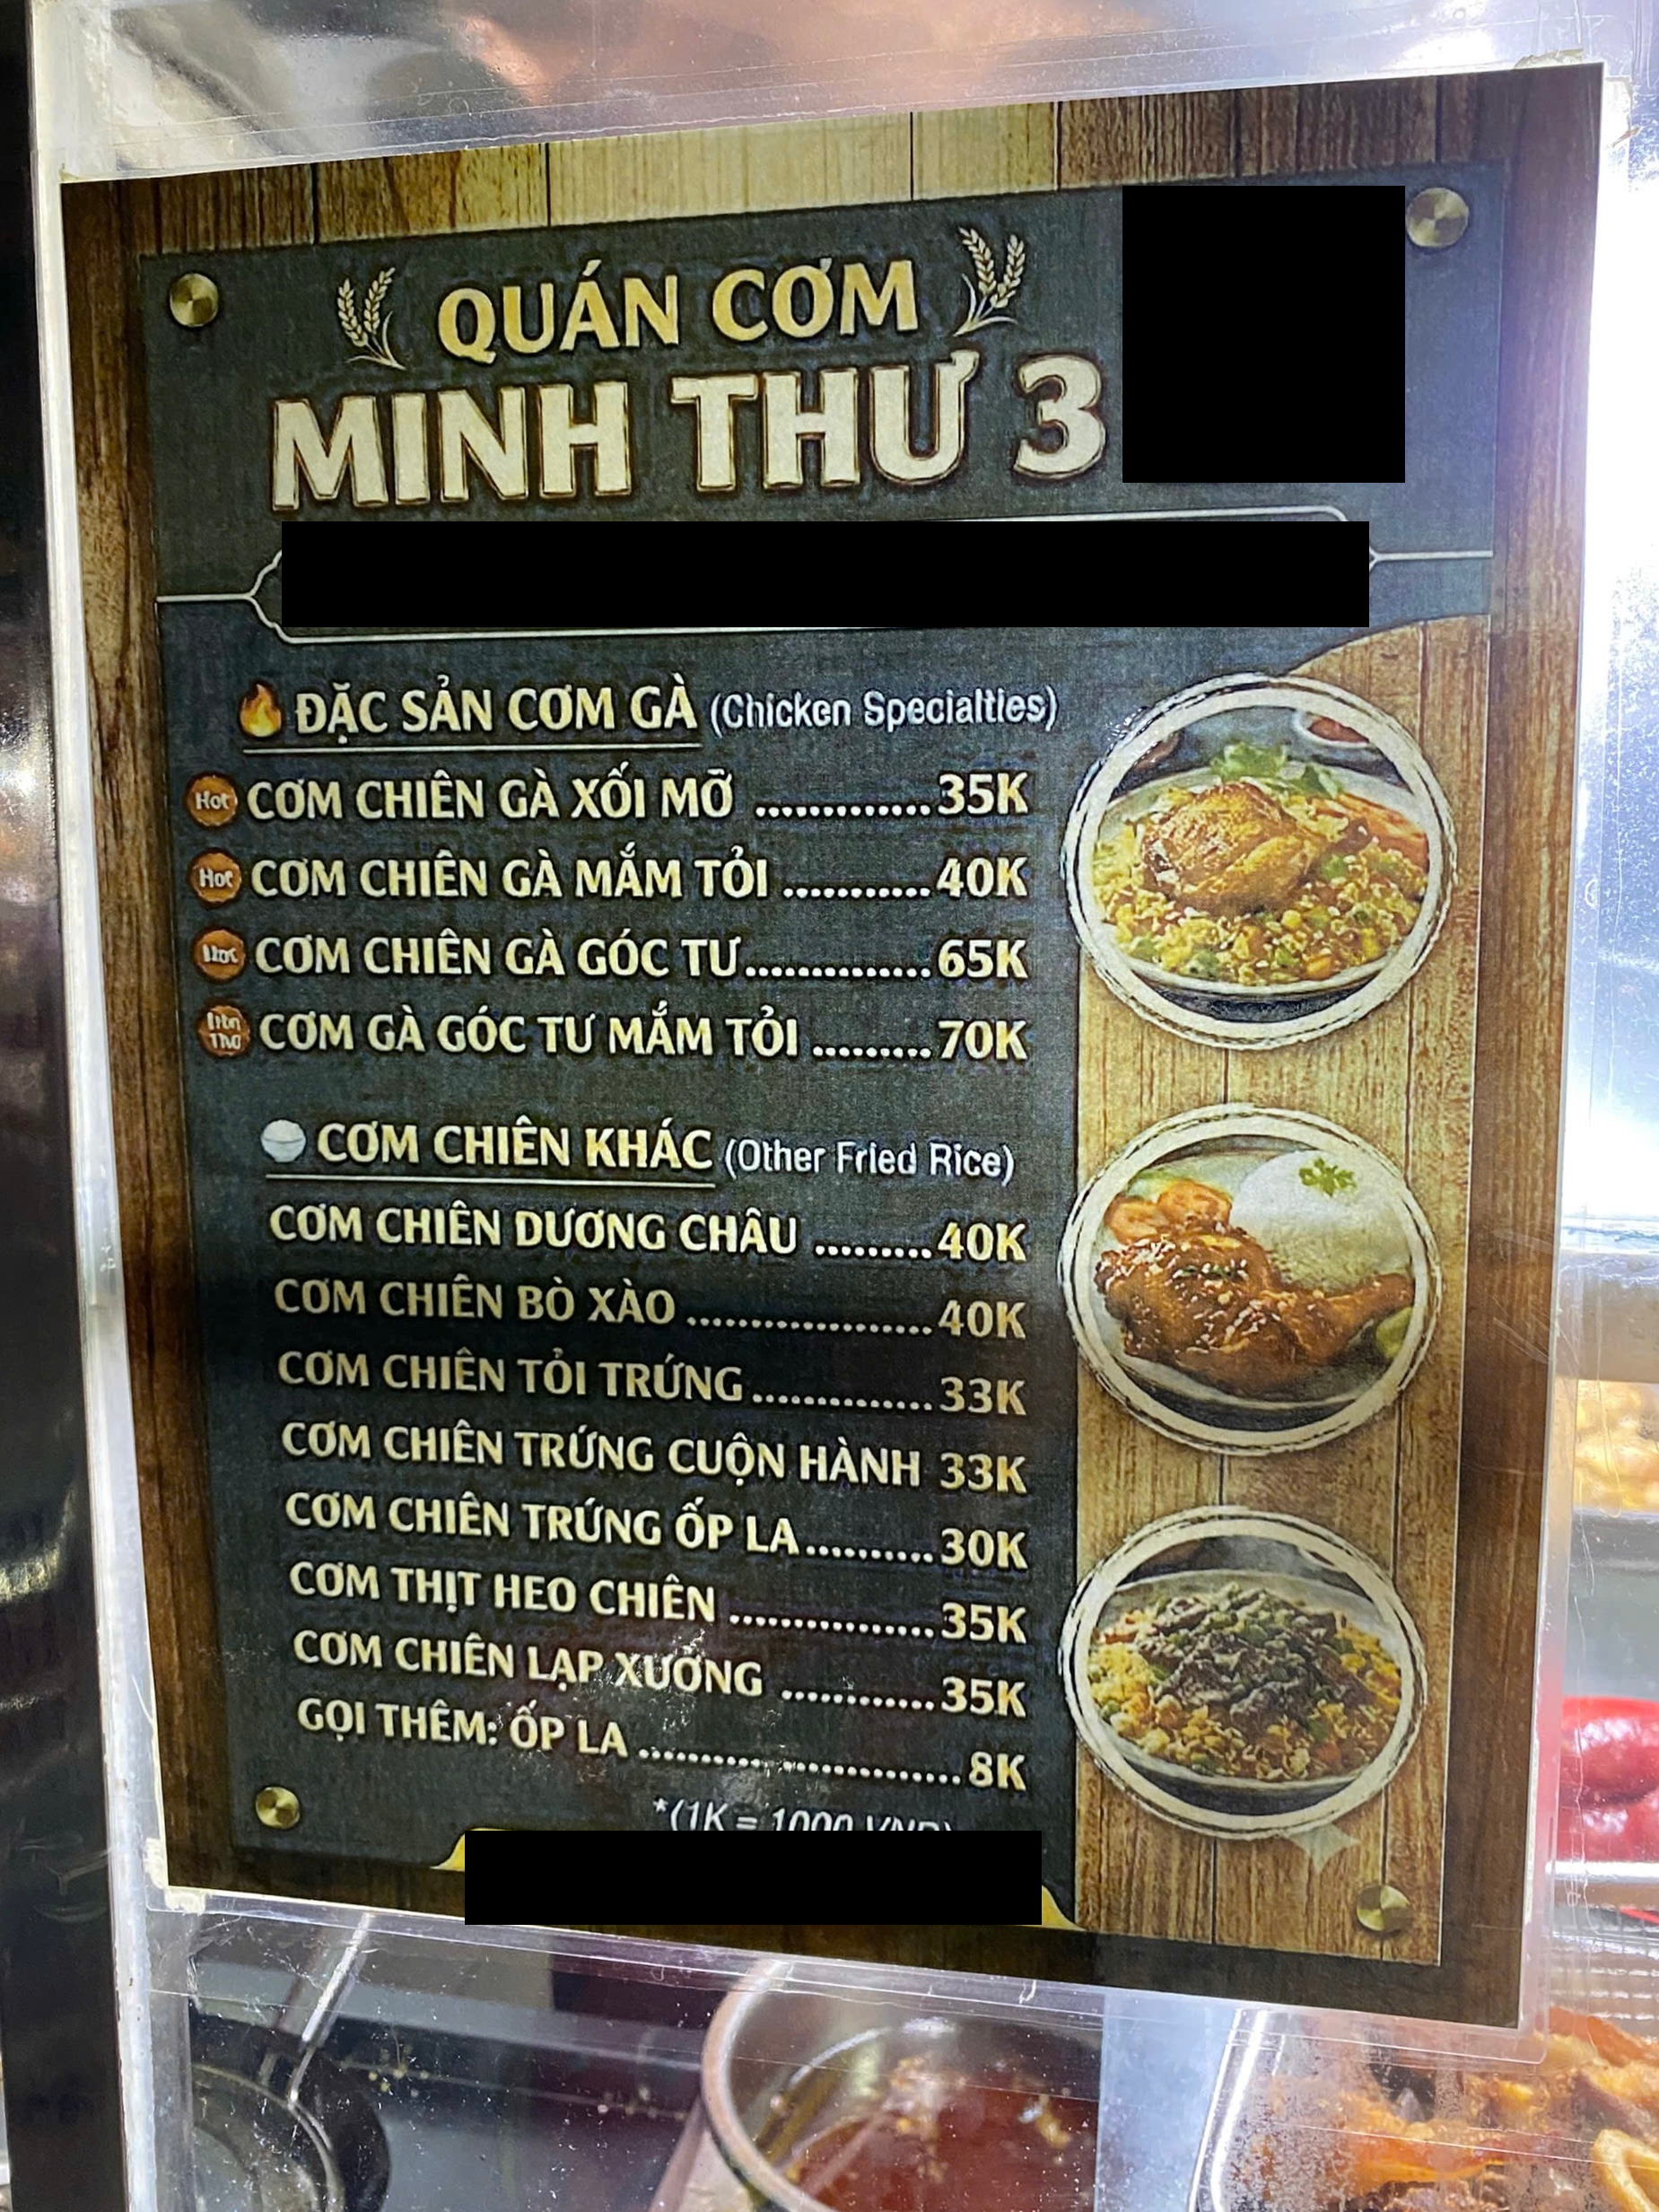 QUÁN CƠM
MINH THƯ 3
ĐẶC SẢN CƠM GÀ (Chicken Specialties)
Hot CƠM CHIÊN GÀ XỐI MỠ .............. 35K
Hot CƠM CHIÊN GÀ MẮM TỎI ............ 40K
CƠM CHIÊN GÀ GÓC TƯ............... 65K
CƠM GÀ GÓC TƯ MẮM TỎI .......... 70K
CƠM CHIÊN KHÁC (Other Fried Rice)
CƠM CHIÊN DƯƠNG CHÂU .......... 40K
CƠM CHIÊN BÒ XÀO .................... 40K
CƠM CHIÊN TỎI TRỨNG............... 33K
CƠM CHIÊN TRỨNG CUỘN HÀNH 33K
CƠM CHIÊN TRỨNG ỐP LA........... 30K
CƠM THỊT HEO CHIÊN ................. 35K
CƠM CHIÊN LẠP XƯỞNG ............. 35K
GỌI THÊM: ỐP LA .......................... 8K
*(1K = 1000 VNĐ)